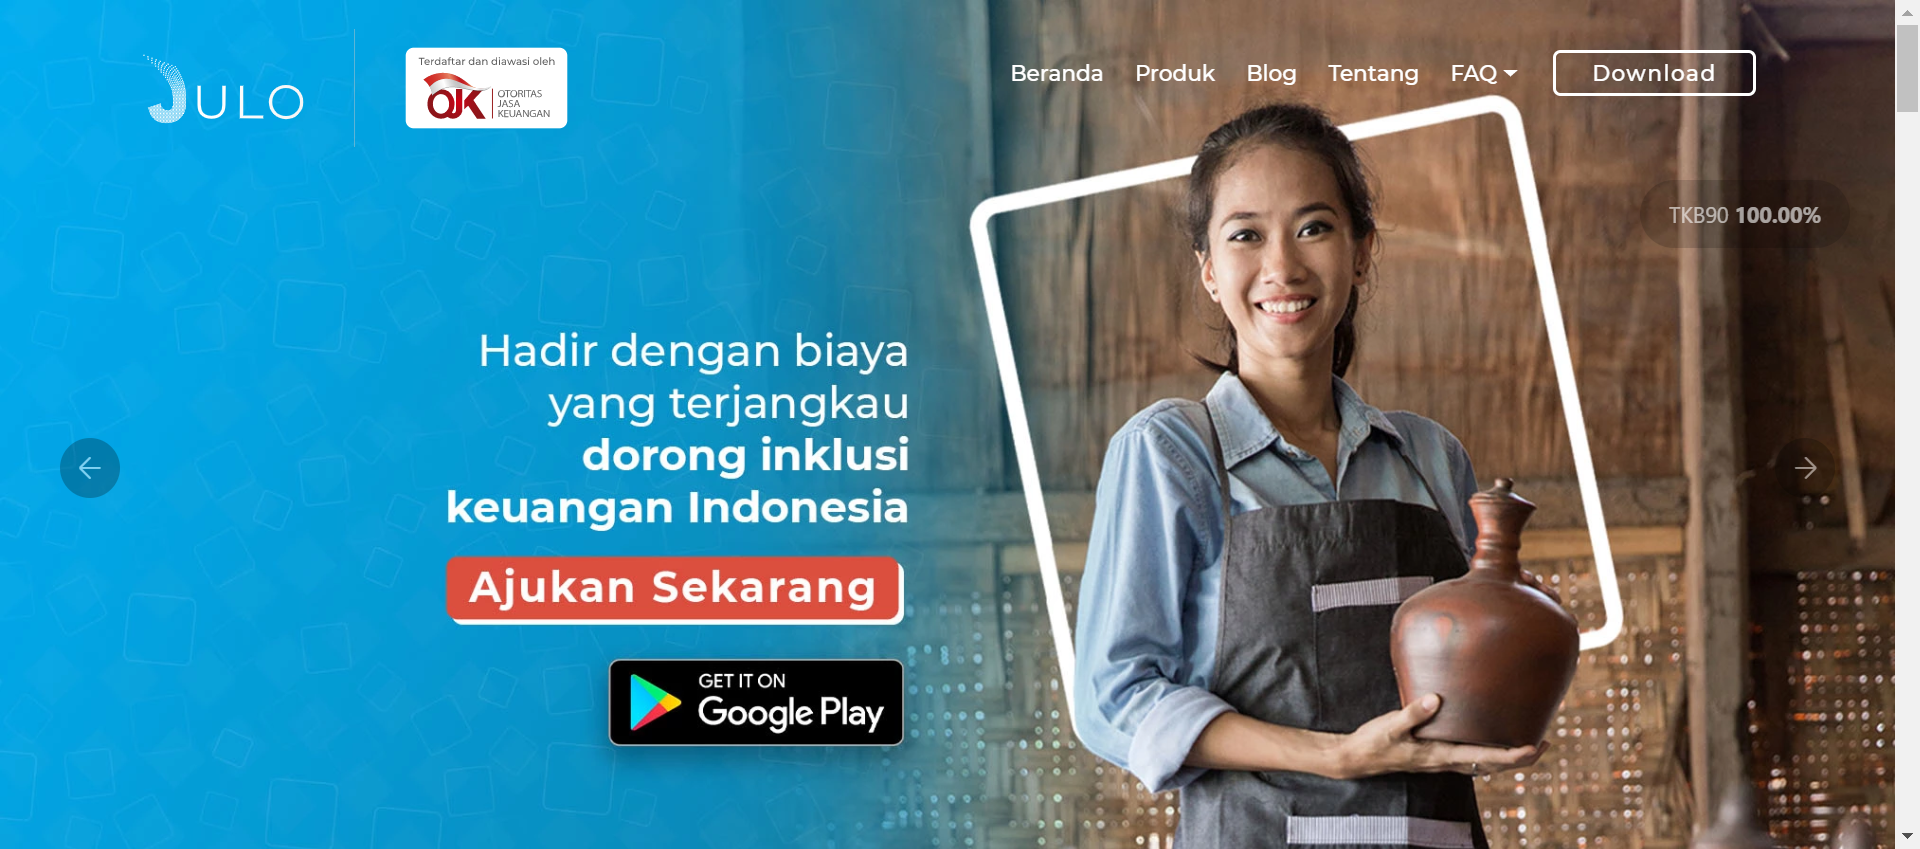 JULO
Terdaftar dan diawasi oleh
OJK
OTORITAS
JASA
KEUANGAN
Beranda
Produk
Blog
Tentang
FAQ
Download
TKB90 100.00%
Hadir dengan biaya
yang terjangkau
dorong inklusi
keuangan Indonesia
Ajukan Sekarang
GET IT ON
Google Play